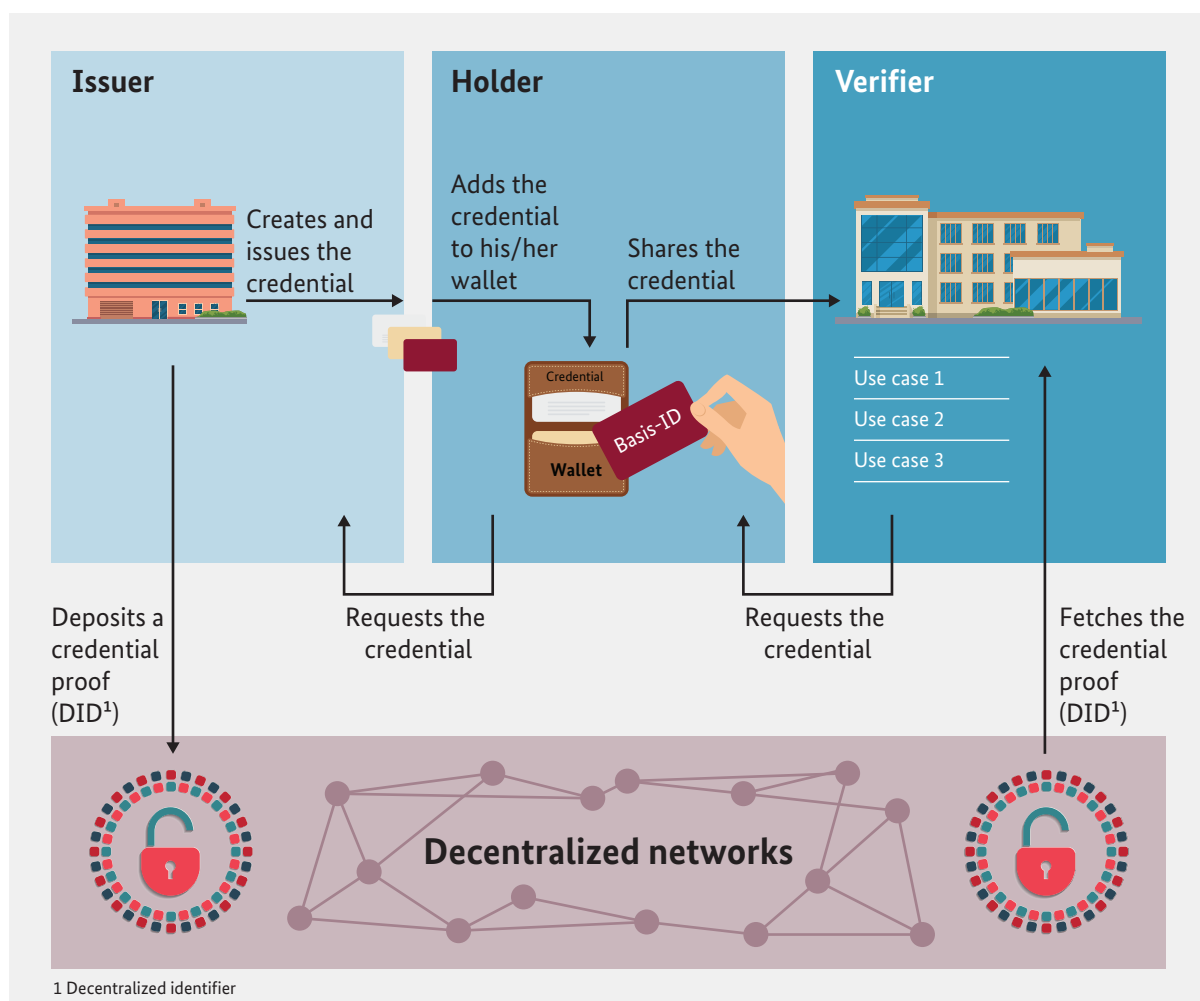 Issuer
Creates and
issues the
credential
Holder
Adds the
credential
to his/her
wallet
Shares the
credential
Credential
Wallet
Basis-ID
Verifier
Use case 1
Use case 2
Use case 3
Deposits a
credential
proof
(DID¹)
Requests the
credential
Requests the
credential
Fetches the
credential
proof
(DID¹)
Decentralized networks
1 Decentralized identifier